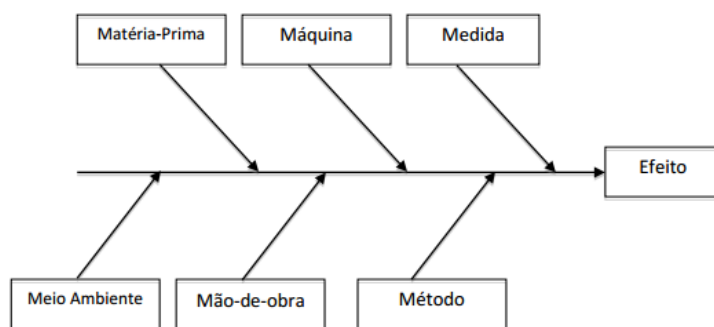 Matéria-Prima
Máquina
Medida
Efeito
Meio Ambiente
Mão-de-obra
Método